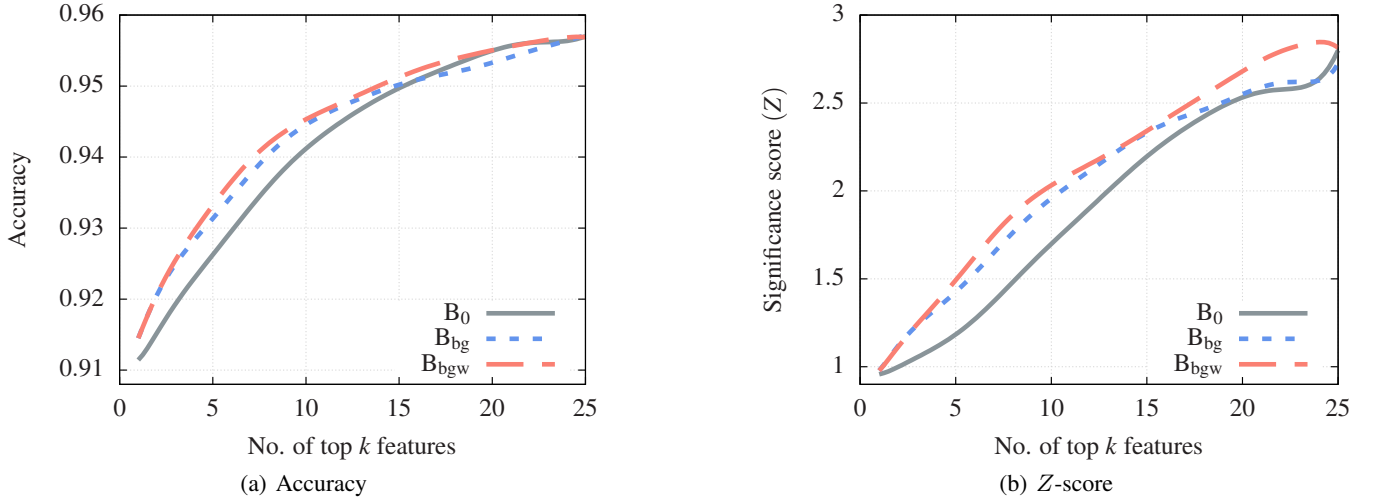 0.96
0.95
0.94
0.93
0.92
0.91
Accuracy
B0
Bbg
Bbgw
0 5 10 15 20 25
No. of top k features
(a) Accuracy
3
2.5
2
1.5
1
Significance score (Z)
B0
Bbg
Bbgw
0 5 10 15 20 25
No. of top k features
(b) Z-score